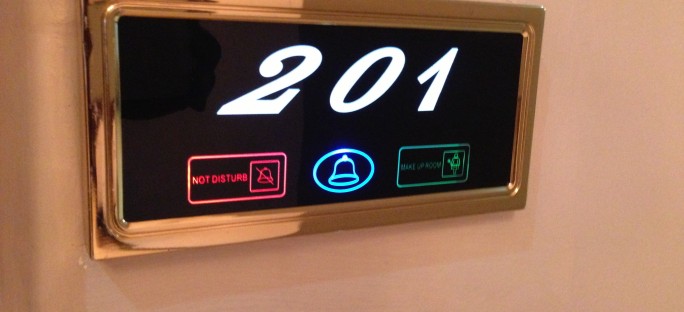 201
NOT DISTURB
MAKE UP ROOM